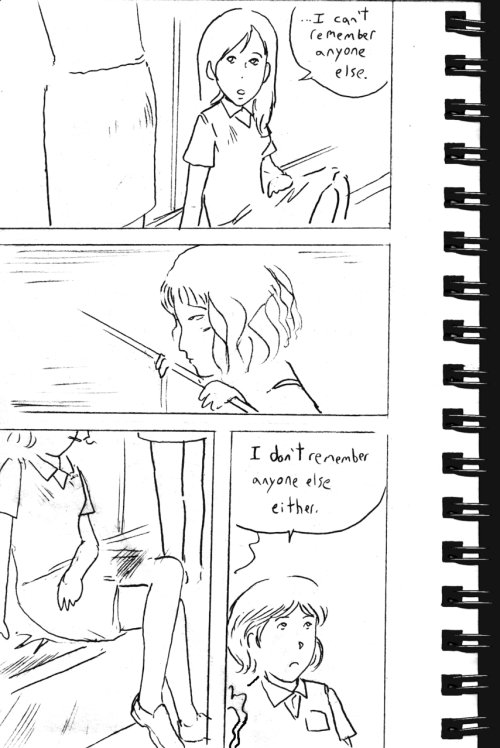 ...I can't
remember
anyone
else.
I don't remember
anyone else
either.